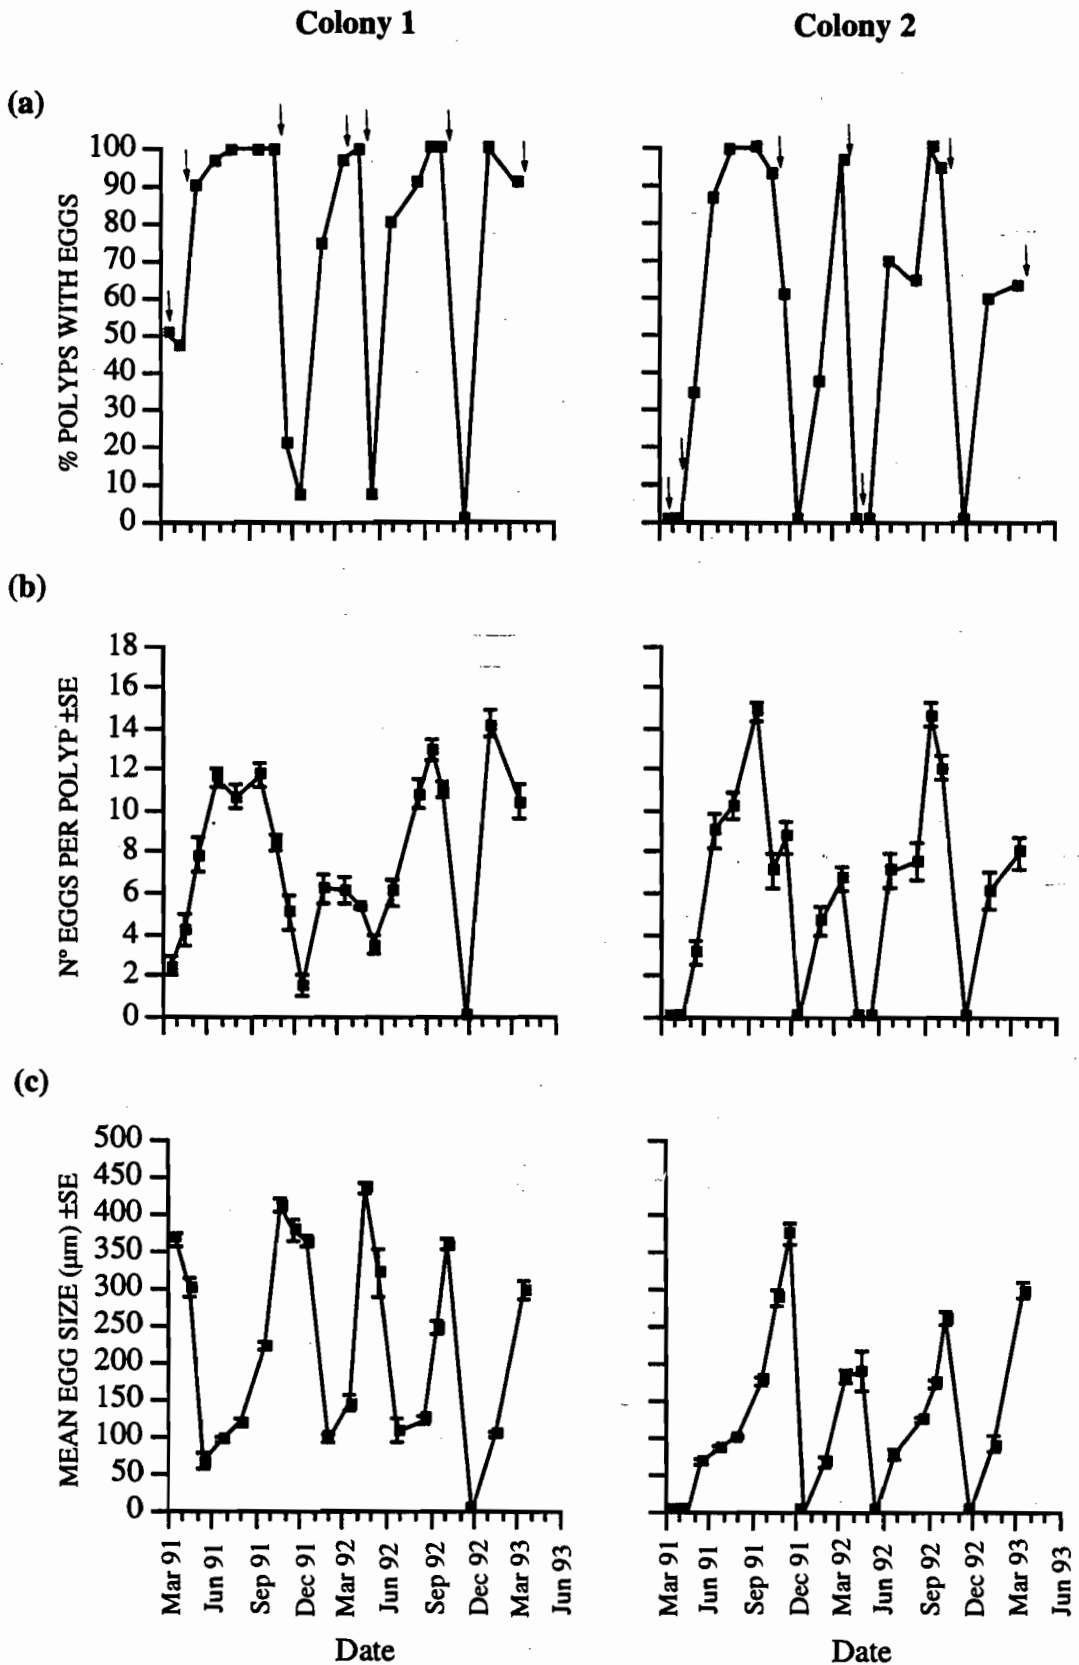 Colony 1
Colony 2
(a)
% POLYPS WITH EGGS
100
90
80
70
60
50
40
30
20
10
0
(b)
Nº EGGS PER POLYP ±SE
18
16
14
12
10
8
6
4
2
0
(c)
MEAN EGG SIZE (µm) ±SE
500
450
400
350
300
250
200
150
100
50
0
Mar 91
Jun 91
Sep 91
Dec 91
Mar 92
Jun 92
Sep 92
Dec 92
Mar 93
Jun 93
Date
Mar 91
Jun 91
Sep 91
Dec 91
Mar 92
Jun 92
Sep 92
Dec 92
Mar 93
Jun 93
Date